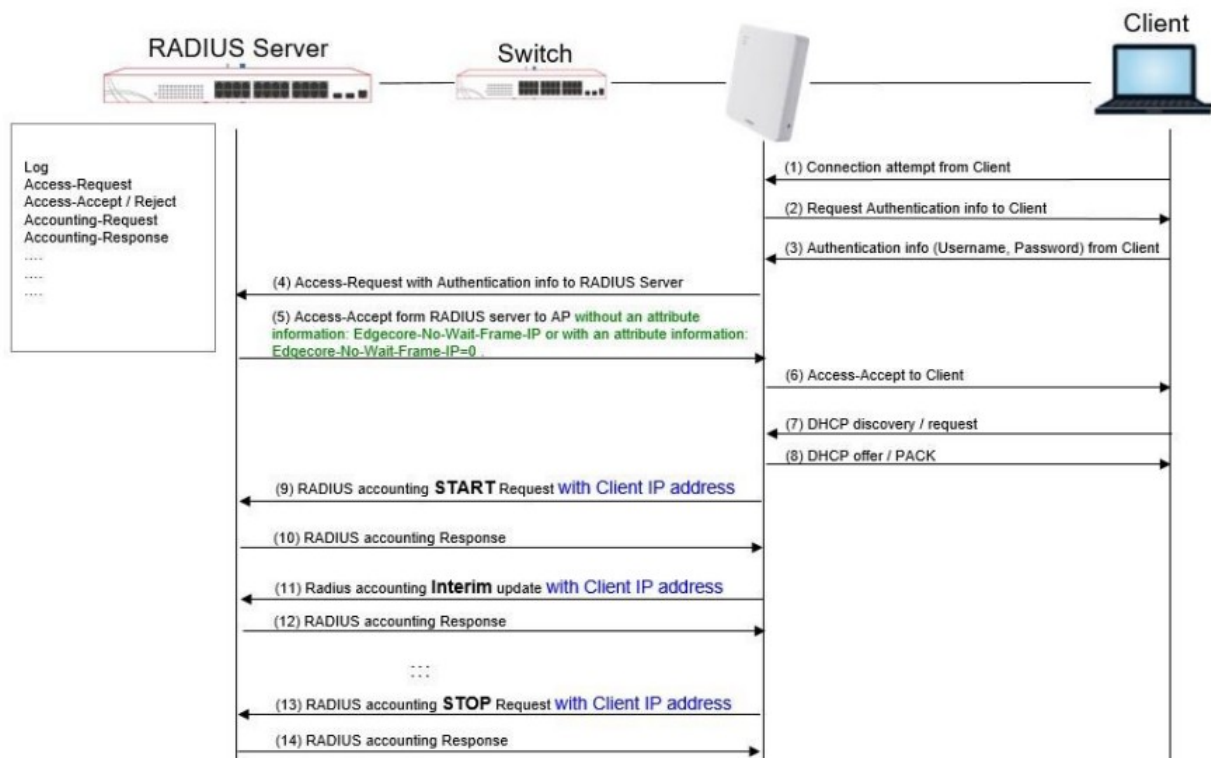 RADIUS Server
Switch
Client
Log
Access-Request
Access-Accept / Reject
Accounting-Request
Accounting-Response
....
....
....
(1) Connection attempt from Client
(2) Request Authentication info to Client
(3) Authentication info (Username, Password) from Client
(4) Access-Request with Authentication info to RADIUS Server
(5) Access-Accept form RADIUS server to AP without an attribute
information: Edgecore-No-Wait-Frame-IP or with an attribute information:
Edgecore-No-Wait-Frame-IP=0 .
(6) Access-Accept to Client
(7) DHCP discovery / request
(8) DHCP offer / PACK
(9) RADIUS accounting START Request with Client IP address
(10) RADIUS accounting Response
(11) Radius accounting Interim update with Client IP address
(12) RADIUS accounting Response
(13) RADIUS accounting STOP Request with Client IP address
(14) RADIUS accounting Response